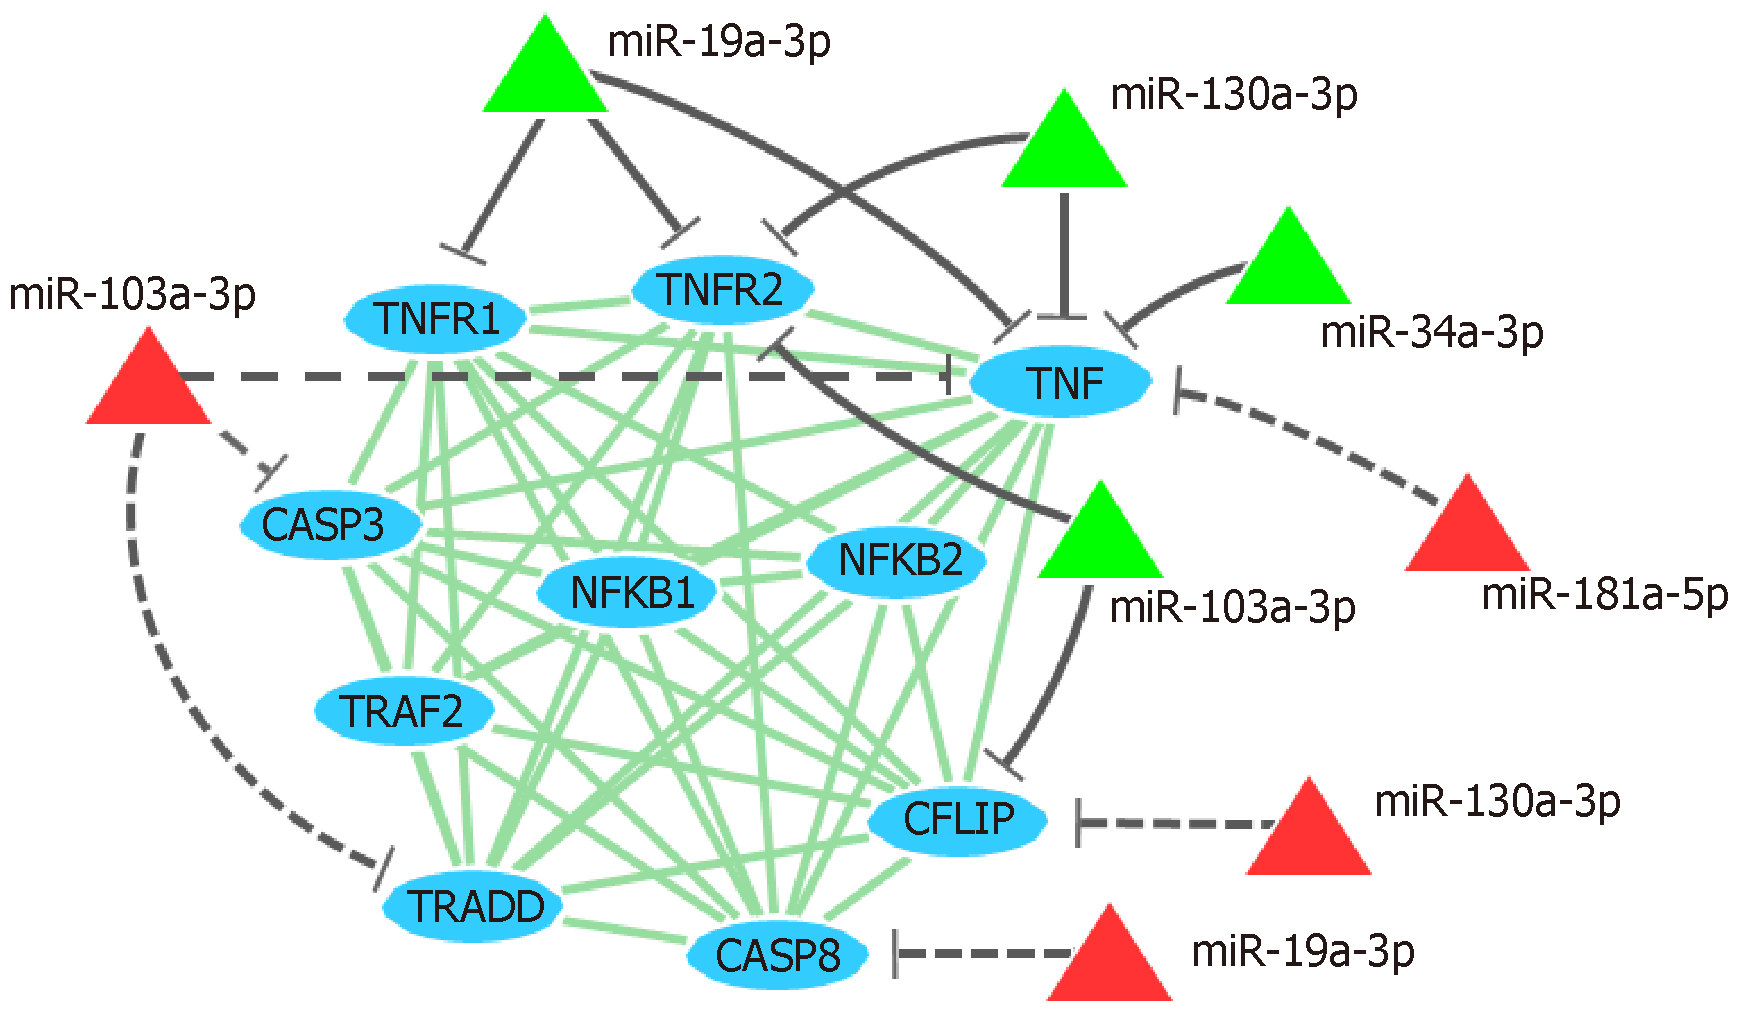 miR-19a-3p
miR-130a-3p
miR-103a-3p
TNFR1
TNFR2
miR-34a-3p
TNF
CASP3
NFKB1
NFKB2
miR-103a-3p
miR-181a-5p
TRAF2
CFLIP
miR-130a-3p
TRADD
CASP8
miR-19a-3p